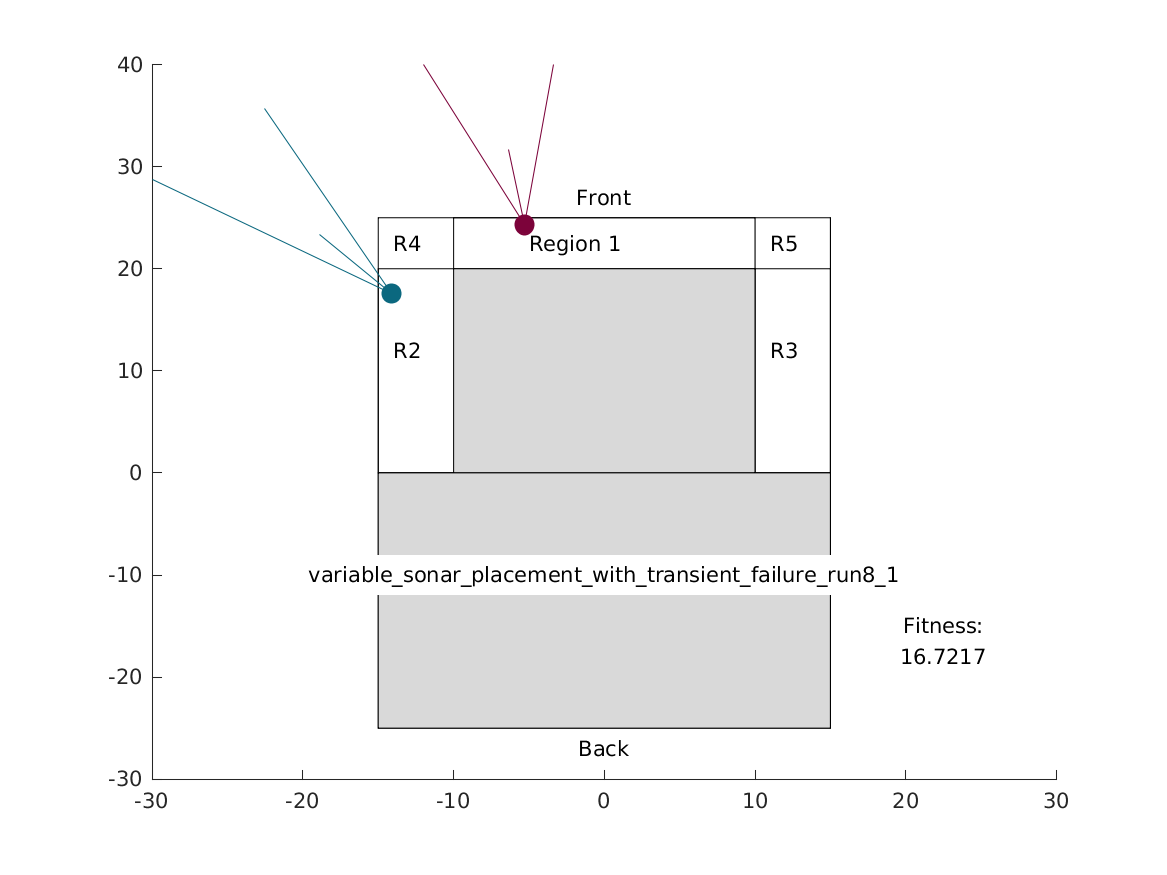 40
30
Front
R4
Region 1
R5
20
R2
R3
10
0
-10
variable_sonar_placement_with_transient_failure_run8_1
Fitness:
16.7217
-20
Back
-30
-30
-20
-10
0
10
20
30